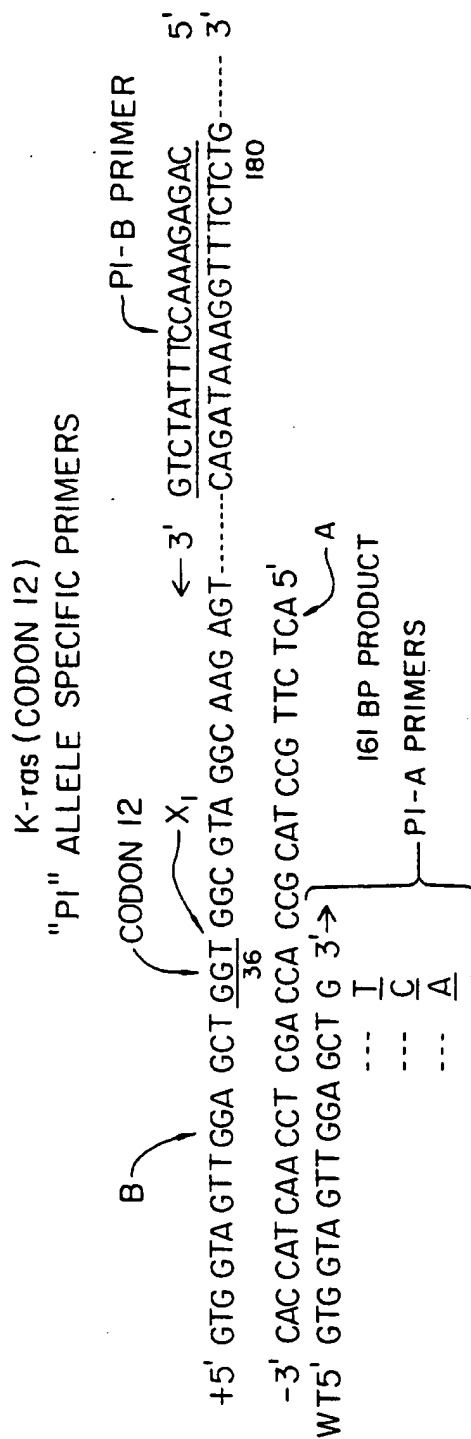 K-ras (CODON 12)
"PI" ALLELE SPECIFIC PRIMERS
PI-B PRIMER
CODON 12
B
X₁
← 3' GTCTATTTCCAAAGAGAC 5'
+5' GTG GTA GTTGGA GCT GGT GGC GTA GGC AAG AGT------CAGATAAAGGTTTCTCTG------ 3'
36
180
-3' CAC CAT CAA CCT CGA CCA CCG CAT CCG TTC TCA 5'
A
WT5' GTG GTA GTT GGA GCT G 3'→
--- T
--- C
--- A
161 BP PRODUCT
PI-A PRIMERS